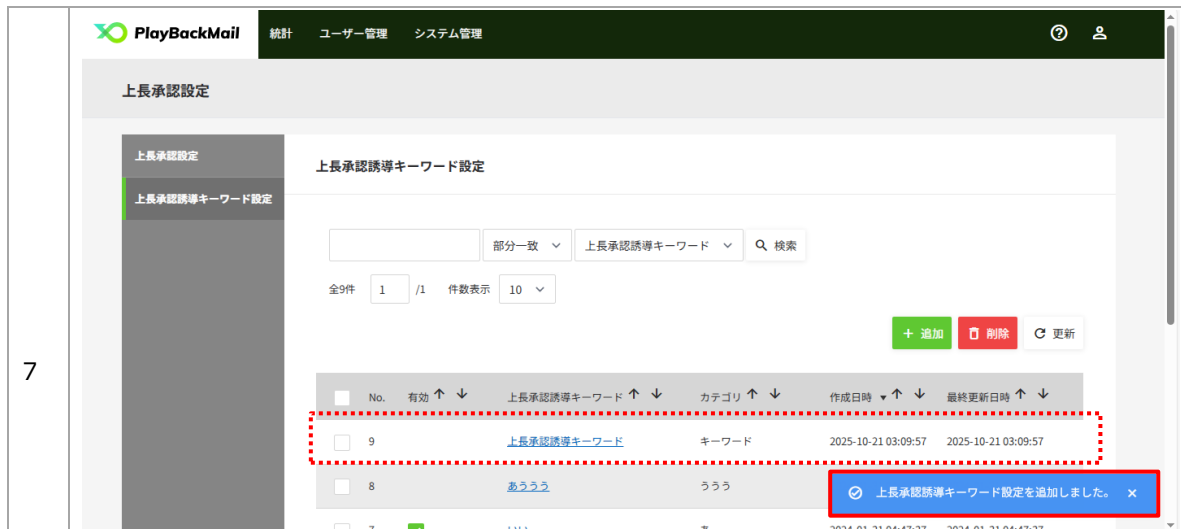 PlayBackMail 統計 ユーザー管理 システム管理
上長承認設定
上長承認設定
上長承認誘導キーワード設定
上長承認誘導キーワード設定
部分一致 上長承認誘導キーワード 検索
全9件 1 /1 件数表示 10
+ 追加 削除 更新
7
No. 有効 ↑ ↓ 上長承認誘導キーワード ↑ ↓ カテゴリ ↑ ↓ 作成日時 ▼ ↑ ↓ 最終更新日時 ↑ ↓
9 上長承認誘導キーワード キーワード 2025-10-21 03:09:57 2025-10-21 03:09:57
8 あううう ううう
上長承認誘導キーワード設定を追加しました。 ×